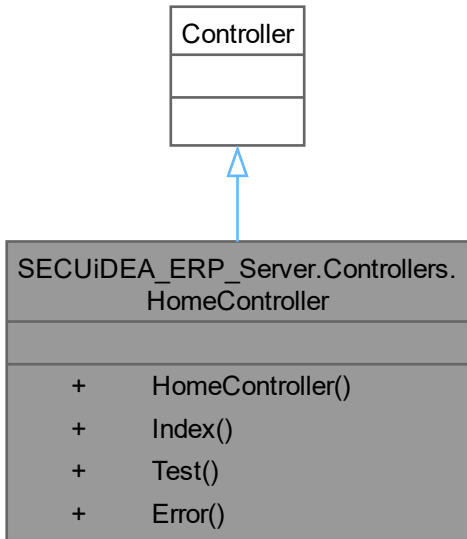 Controller
SECUiDEA_ERP_Server.Controllers.
HomeController
+ HomeController()
+ Index()
+ Test()
+ Error()